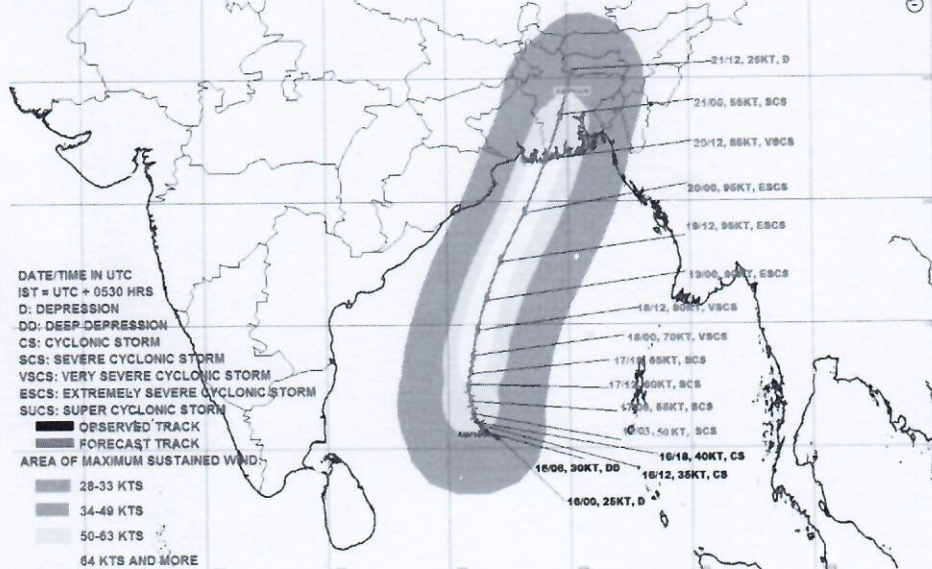 21/12, 25KT, D
21/00, 55KT, SCS
20/12, 85KT, VSCS
20/00, 95KT, ESCS
19/12, 95KT, ESCS
19/00, 90KT, ESCS
18/12, 80KT, VSCS
18/00, 70KT, VSCS
17/18, 65KT, SCS
17/12, 60KT, SCS
17/06, 55KT, SCS
17/03, 50KT, SCS
16/18, 40KT, CS
16/12, 35KT, CS
16/06, 30KT, DD
16/00, 25KT, D
DATE/TIME IN UTC
IST = UTC + 0530 HRS
D: DEPRESSION
DD: DEEP DEPRESSION
CS: CYCLONIC STORM
SCS: SEVERE CYCLONIC STORM
VSCS: VERY SEVERE CYCLONIC STORM
ESCS: EXTREMELY SEVERE CYCLONIC STORM
SUCS: SUPER CYCLONIC STORM
OBSERVED TRACK
FORECAST TRACK
AREA OF MAXIMUM SUSTAINED WIND:
28-33 KTS
34-49 KTS
50-63 KTS
64 KTS AND MORE